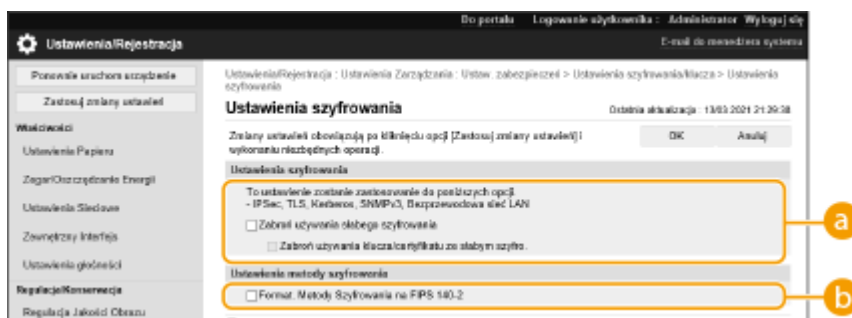 Do portalu Logowanie użytkownika : Administrator Wyloguj się
Ustawienia/Rejestracja
E-mail do menedżera systemu
Ponownie uruchom urządzenie
Zastosuj zmiany ustawień
Właściwości
Ustawienia Papieru
Zegar/Oszczędzanie Energii
Ustawienia Sieciowe
Zewnętrzny Interfejs
Ustawienia głośności
Regulacja/Konserwacja
Regulacja Jakości Obrazu
Ustawienia/Rejestracja : Ustawienia Zarządzania : Ustaw. zabezpieczeń > Ustawienia szyfrowania/klucza > Ustawienia
szyfrowania
Ustawienia szyfrowania
Ostatnia aktualizacja : 13/03 2021 21:29:38
Zmiany ustawień obowiązują po kliknięciu opcji [Zastosuj zmiany ustawień] i
wykonaniu niezbędnych operacji.
OK Anuluj
Ustawienia szyfrowania
To ustawienie zostanie zastosowane do poniższych opcji.
- IPSec, TLS, Kerberos, SNMPv3, Bezprzewodowa sieć LAN
Zabroń używania słabego szyfrowania
Zabroń używania klucza/certyfikatu ze słabym szyfro.
a
Ustawienia metody szyfrowania
Format. Metody Szyfrowania na FIPS 140-2
b